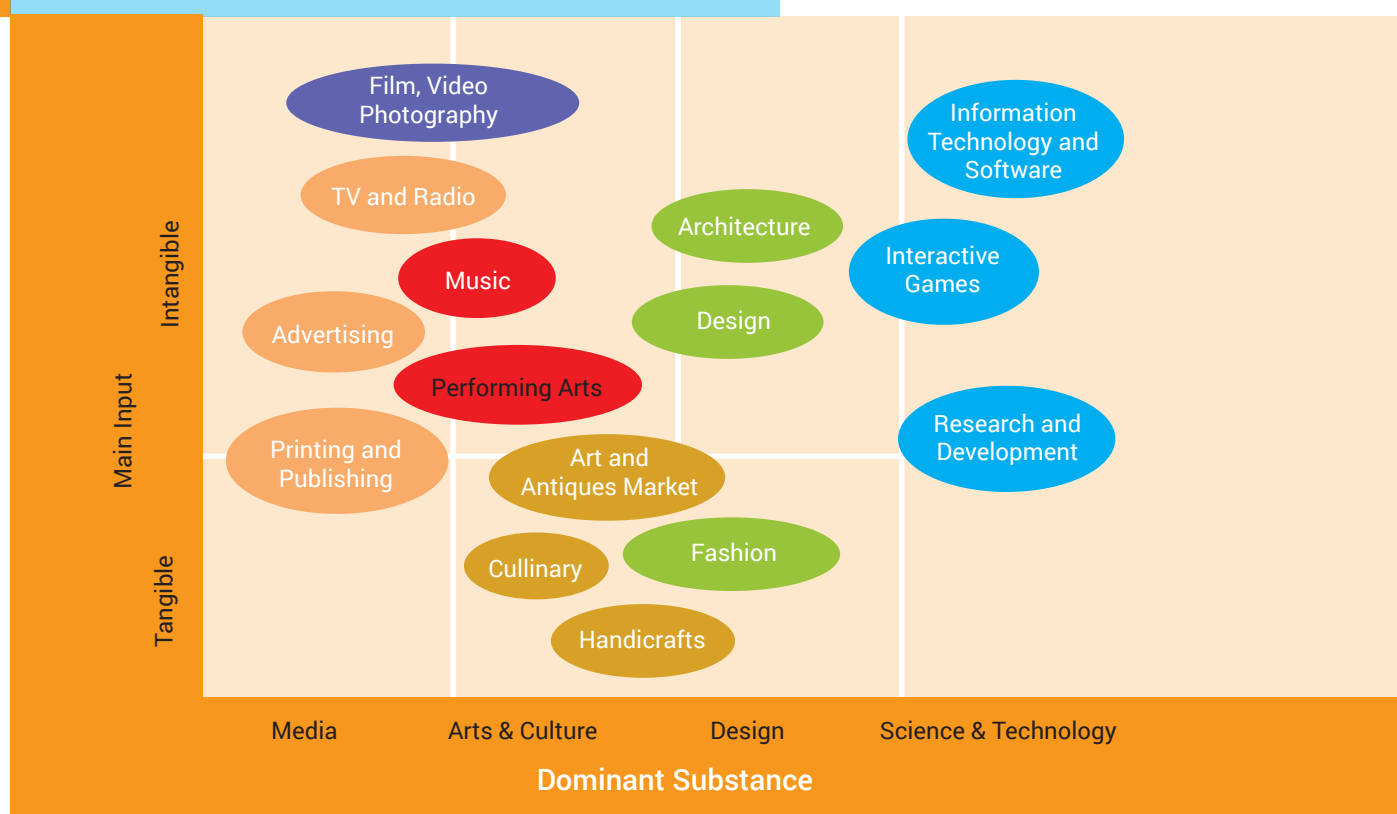 Film, Video
Photography
Information
Technology and
Software
TV and Radio
Architecture
Interactive
Games
Music
Design
Advertising
Performing Arts
Research and
Development
Printing and
Publishing
Art and
Antiques Market
Fashion
Cullinary
Handicrafts
Intangible
Main Input
Tangible
Media
Arts & Culture
Design
Science & Technology
Dominant Substance